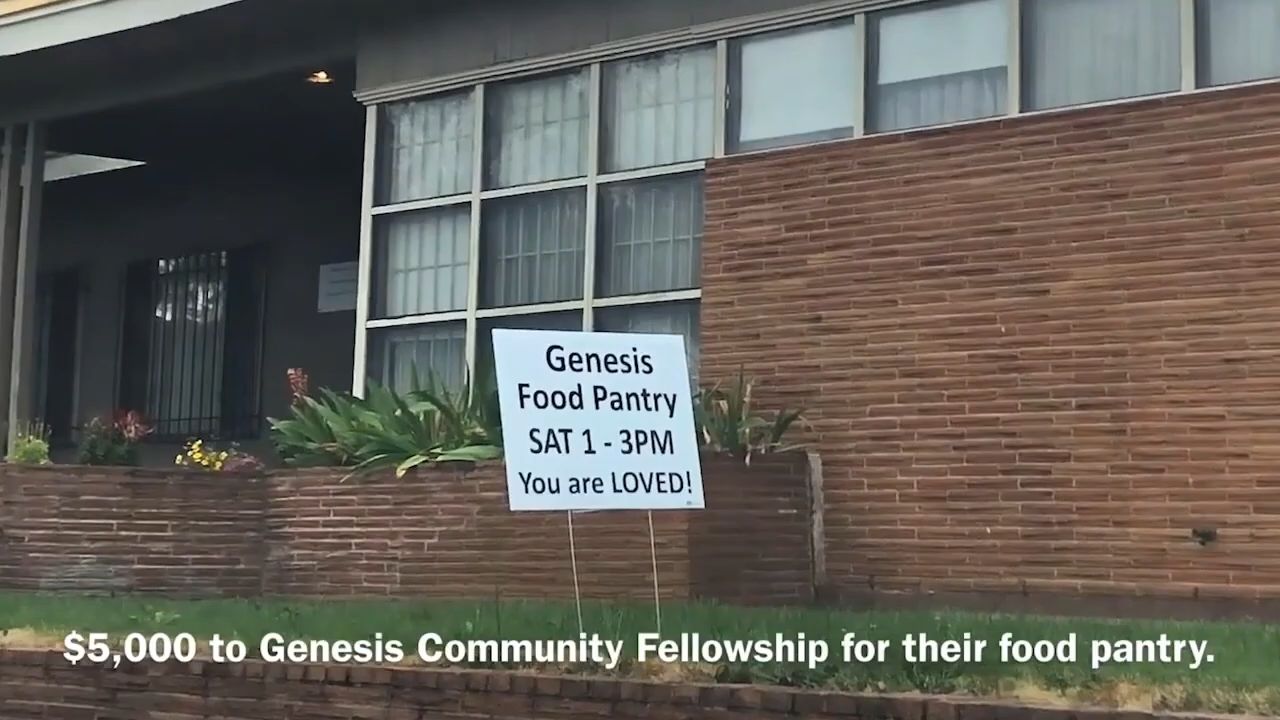 Genesis
Food Pantry
SAT 1 - 3PM
You are LOVED!
$5,000 to Genesis Community Fellowship for their food pantry.